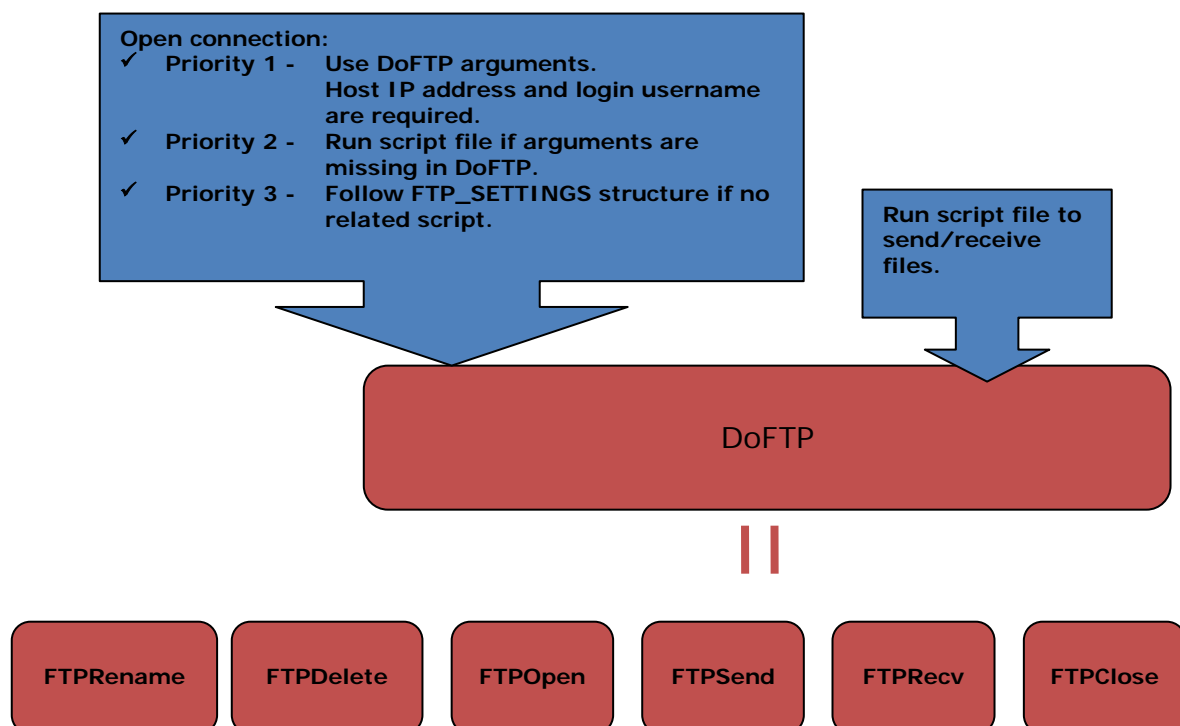 Open connection:
✓ Priority 1 - Use DoFTP arguments.
Host IP address and login username
are required.
✓ Priority 2 - Run script file if arguments are
missing in DoFTP.
✓ Priority 3 - Follow FTP_SETTINGS structure if no
related script.
Run script file to
send/receive
files.
DoFTP
FTPRename FTPDelete FTPOpen FTPSend FTPRecv FTPClose